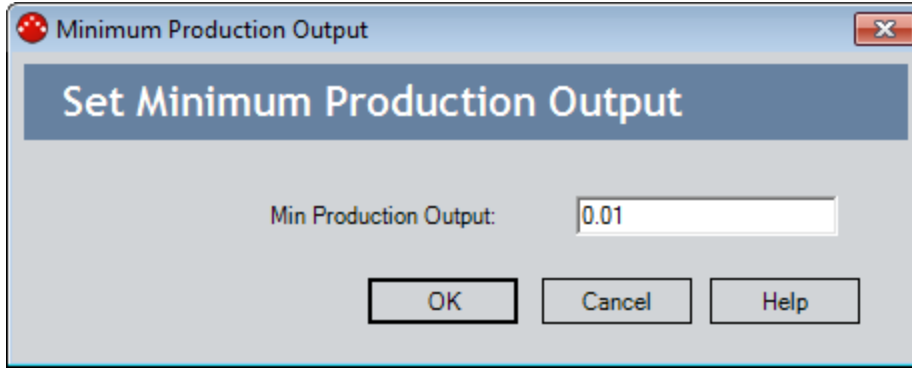 Minimum Production Output
Set Minimum Production Output
Min Production Output: 0.01
OK Cancel Help